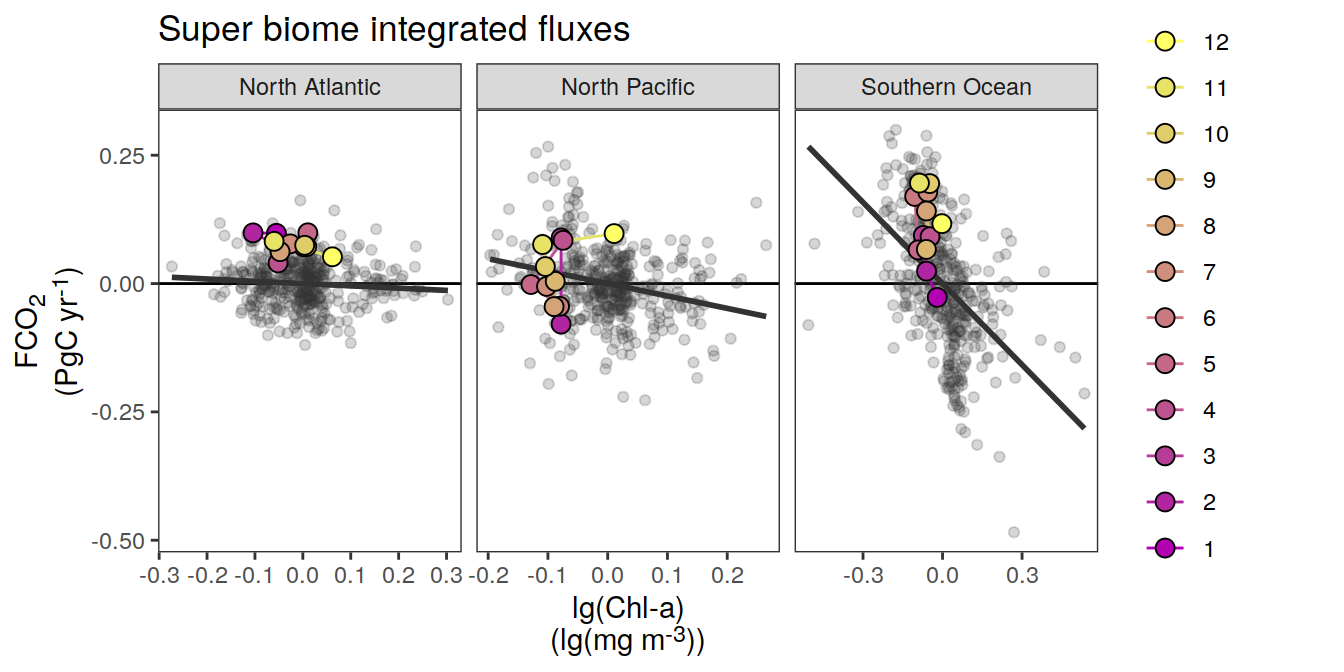 Super biome integrated fluxes
North Atlantic
North Pacific
Southern Ocean
0.25
0.00
-0.25
-0.50
FCO₂
(PgC yr⁻¹)
-0.3 -0.2 -0.1 0.0 0.1 0.2 0.3
-0.2 -0.1 0.0 0.1 0.2
-0.3 0.0 0.3
lg(Chl-a)
(lg(mg m⁻³))
12
11
10
9
8
7
6
5
4
3
2
1